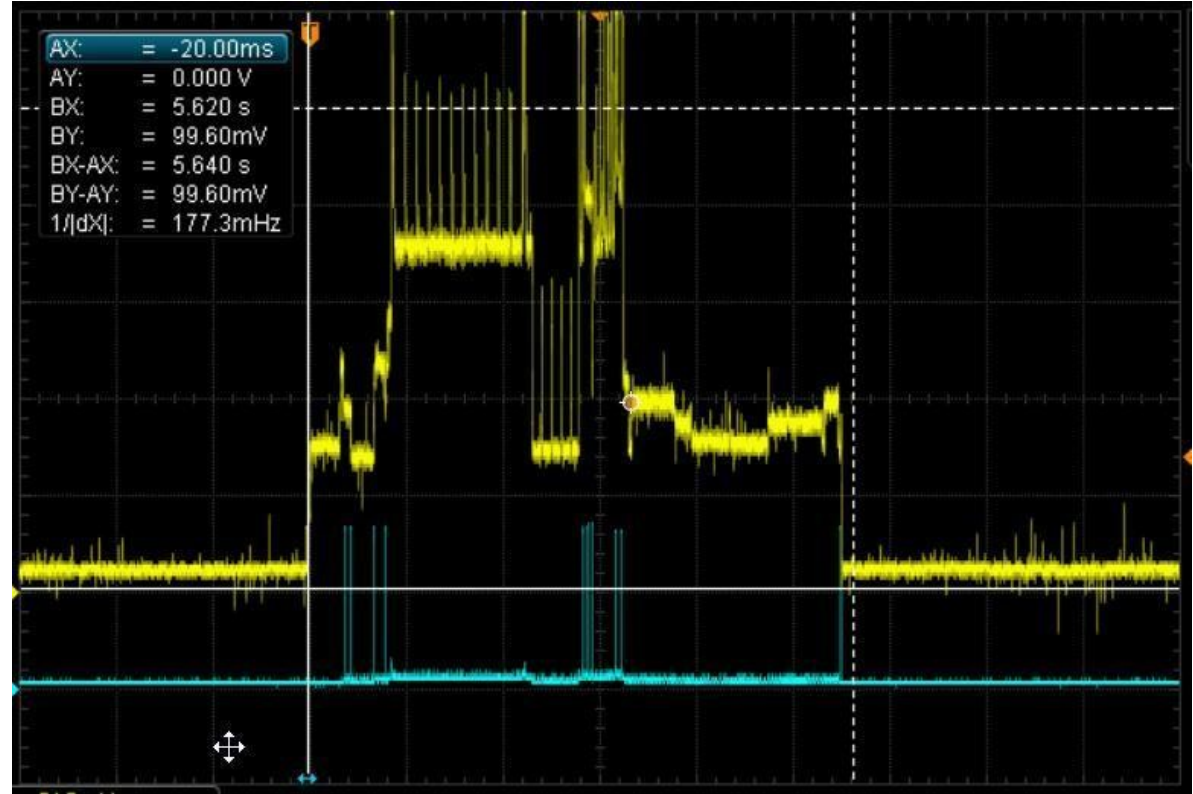 T
AX: = -20.00ms
AY: = 0.000 V
BX: = 5.620 s
BY: = 99.60mV
BX-AX: = 5.640 s
BY-AY: = 99.60mV
1/|dX|: = 177.3mHz